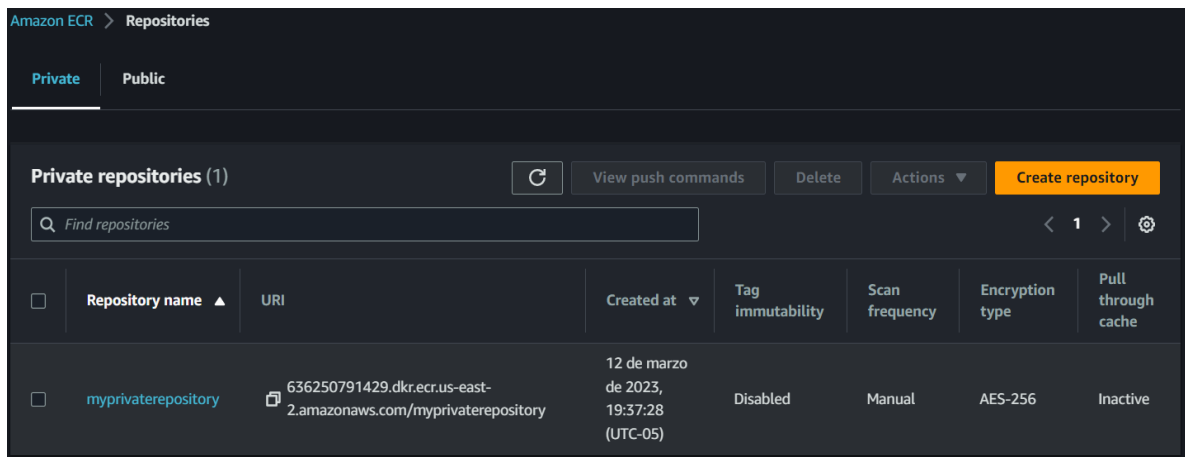 Amazon ECR > Repositories
Private Public
Private repositories (1)
View push commands Delete Actions ▼ Create repository
Find repositories
< 1 >
Repository name ▲ URI Created at ▽ Tag immutability Scan frequency Encryption type Pull through cache
myprivaterepository
636250791429.dkr.ecr.us-east-
2.amazonaws.com/myprivaterepository
12 de marzo
de 2023,
19:37:28
(UTC-05)
Disabled Manual AES-256 Inactive